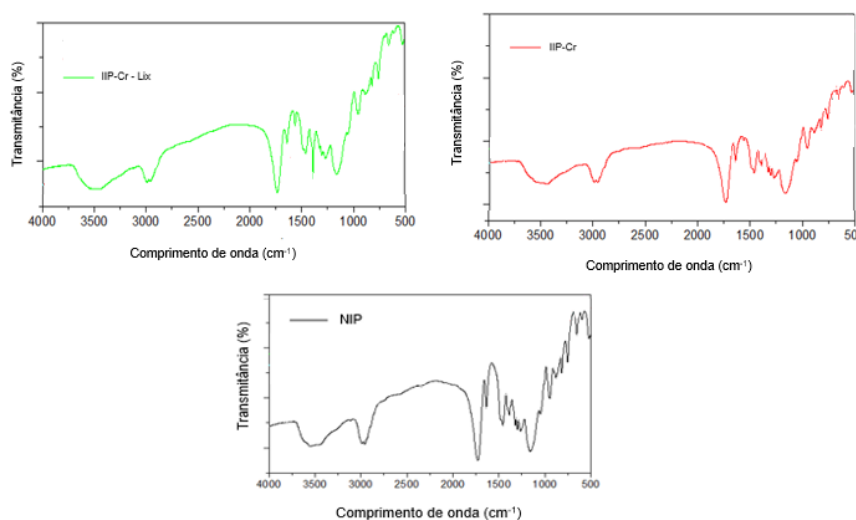 Transmitância (%)
IIP-Cr - Lix
4000 3500 3000 2500 2000 1500 1000 500
Comprimento de onda (cm⁻¹)
Transmitância (%)
IIP-Cr
4000 3500 3000 2500 2000 1500 1000 500
Comprimento de onda (cm⁻¹)
Transmitância (%)
NIP
4000 3500 3000 2500 2000 1500 1000 500
Comprimento de onda (cm⁻¹)